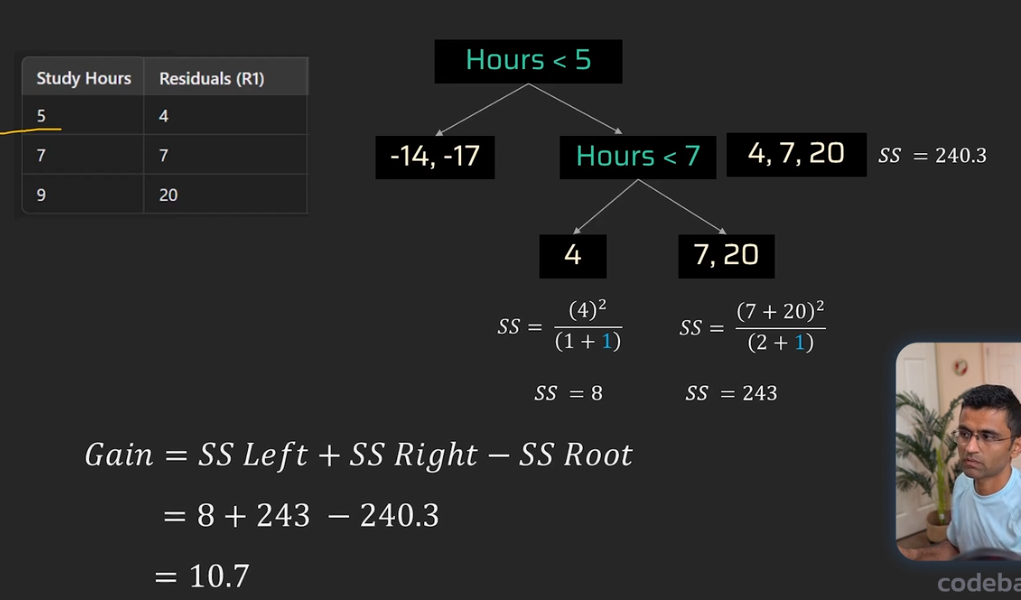 Hours < 5
Study Hours Residuals (R1)
5 4
7 7
9 20
-14, -17
Hours < 7
4, 7, 20
SS = 240.3
4
7, 20
SS = (4)² / (1 + 1)
SS = (7 + 20)² / (2 + 1)
SS = 8
SS = 243
Gain = SS Left + SS Right − SS Root
= 8 + 243 − 240.3
= 10.7
codeba